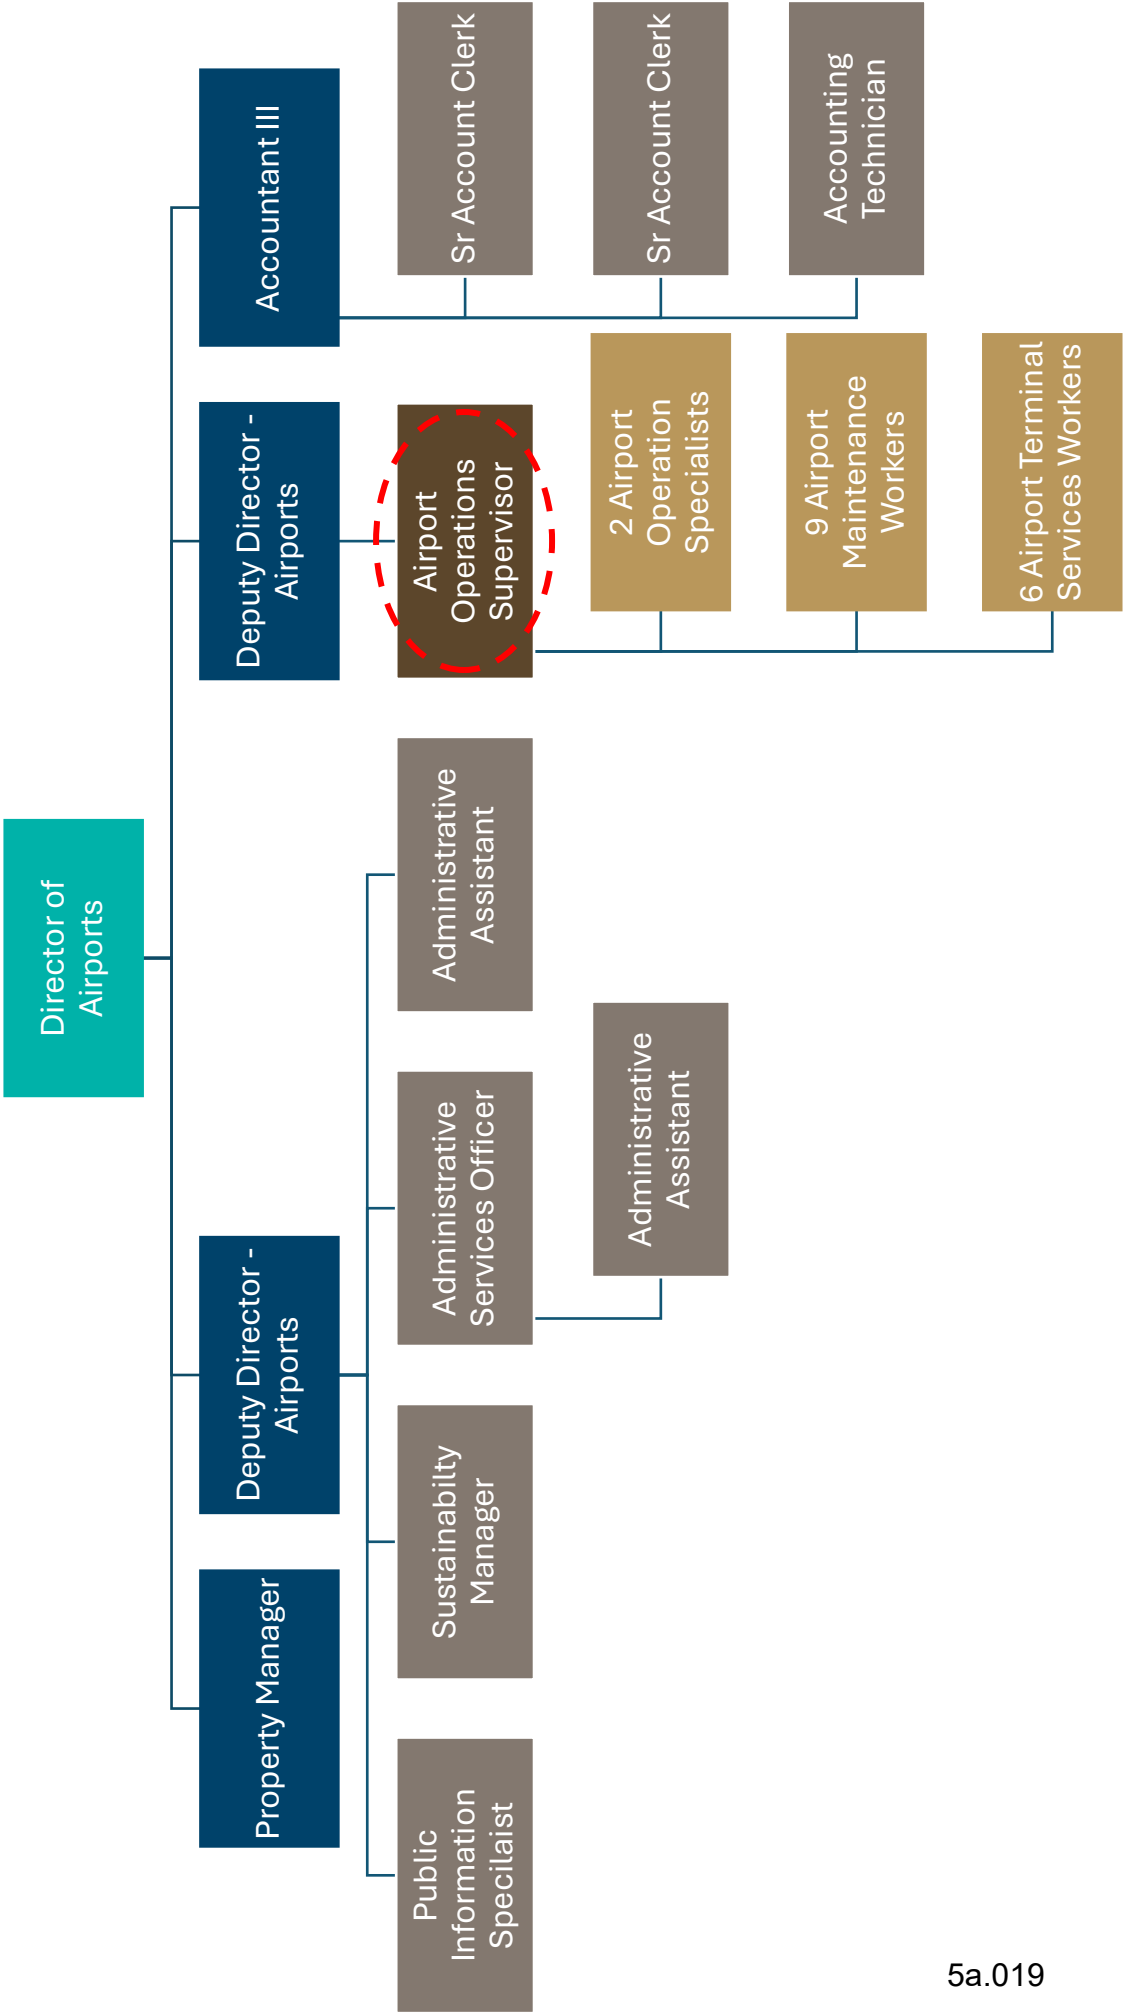 Director of
Airports
Property Manager
Deputy Director -
Airports
Deputy Director -
Airports
Accountant III
Public
Information
Specilaist
Sustainabilty
Manager
Administrative
Services Officer
Administrative
Assistant
Airport
Operations
Supervisor
Sr Account Clerk
Administrative
Assistant
2 Airport
Operation
Specialists
Sr Account Clerk
9 Airport
Maintenance
Workers
Accounting
Technician
6 Airport Terminal
Services Workers
5a.019